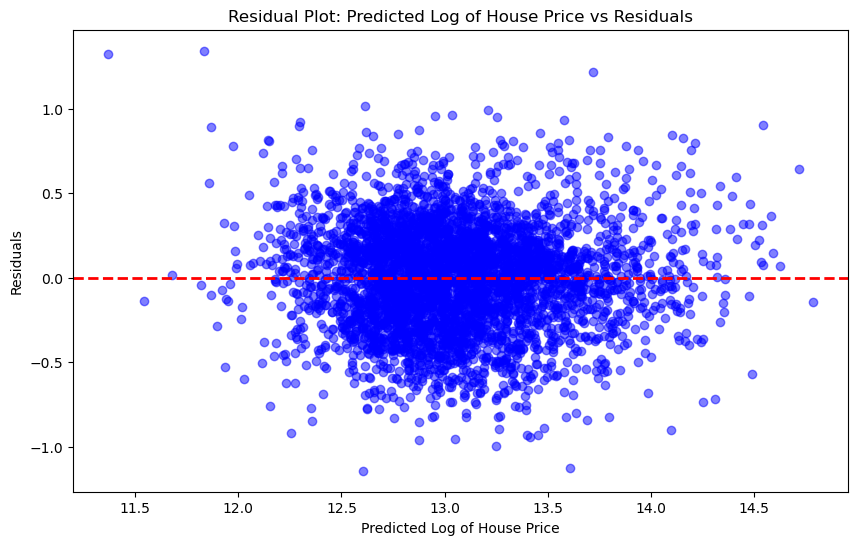 Residual Plot: Predicted Log of House Price vs Residuals
1.0
0.5
0.0
−0.5
−1.0
Residuals
11.5 12.0 12.5 13.0 13.5 14.0 14.5
Predicted Log of House Price